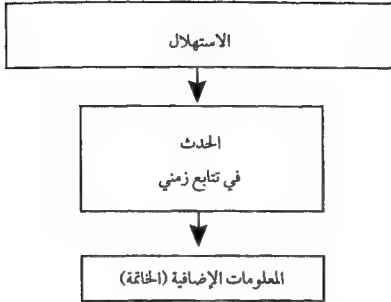 الاستهلال
الحدث
في تتابع زمني
المعلومات الإضافية (الخاتمة)